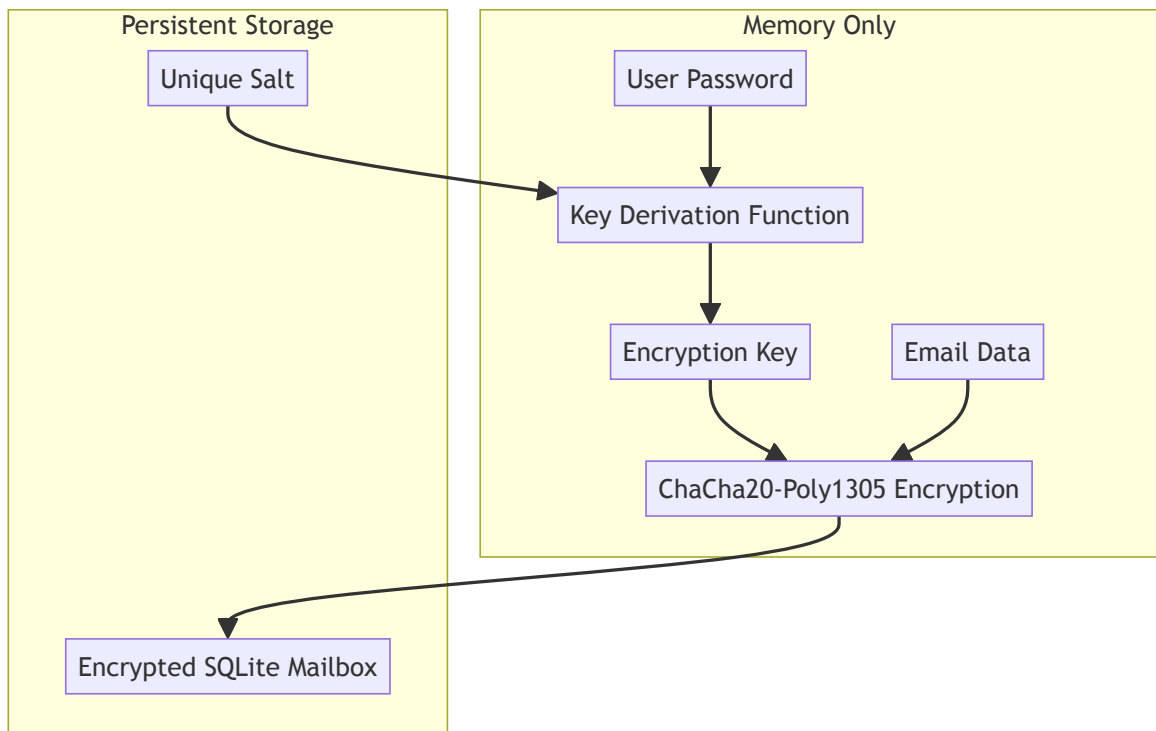 Persistent Storage
Memory Only
Unique Salt
User Password
Key Derivation Function
Encryption Key
Email Data
ChaCha20-Poly1305 Encryption
Encrypted SQLite Mailbox